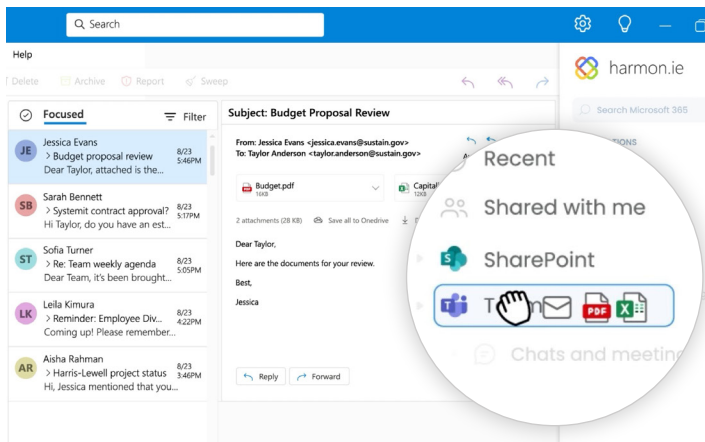 Search
Help
Delete Archive Report Sweep
harmon.ie
Search Microsoft 365
Focused Filter
JE Jessica Evans
> Budget proposal review 8/23 5:46PM
Dear Taylor, attached is the...
SB Sarah Bennett
> Systemit contract approval? 8/23 5:17PM
Hi Taylor, do you have an est...
ST Sofia Turner
> Re: Team weekly agenda 8/23 5:05PM
Dear Team, it's been brought...
LK Leila Kimura
> Reminder: Employee Div... 8/23 4:22PM
Coming up! Please remember...
AR Aisha Rahman
> Harris-Lewell project status 8/23 3:46PM
Hi, Jessica mentioned that you...
Subject: Budget Proposal Review
From: Jessica Evans <jessica.evans@sustain.gov>
To: Taylor Anderson <taylor.anderson@sustain.gov>
Budget.pdf
16KB
12KB
2 attachments (28 KB) Save all to Onedrive
Dear Taylor,
Here are the documents for your review.
Best,
Jessica
Reply Forward
Recent
Shared with me
SharePoint
PDF
Chats and meeting